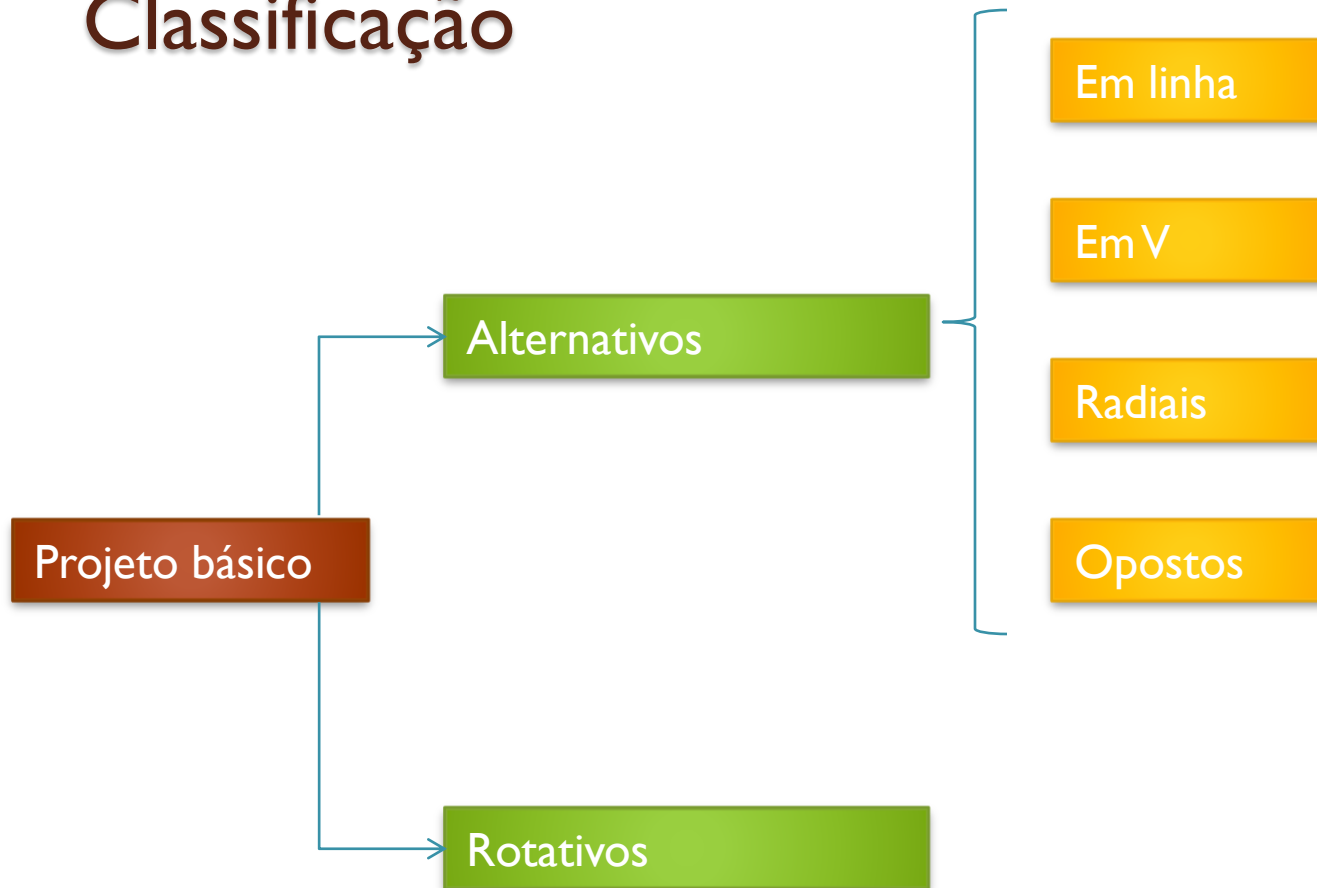 Classificação
Em linha
Em V
Alternativos
Radiais
Projeto básico
Opostos
Rotativos